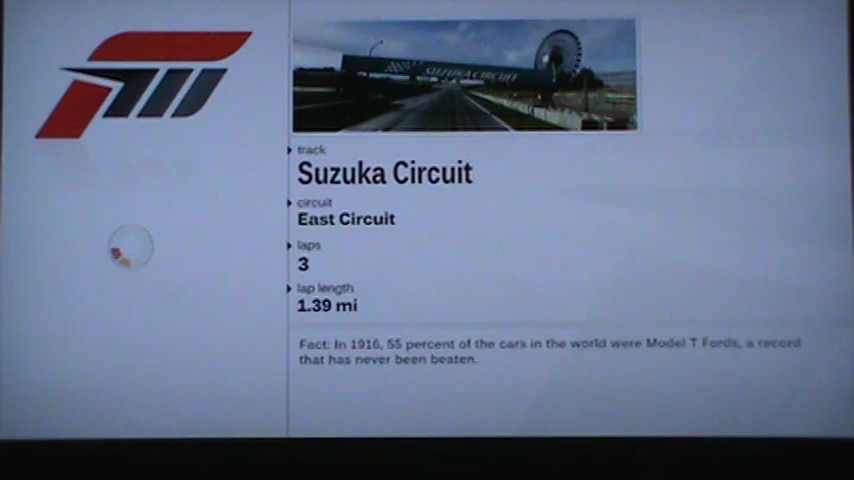 SUZUKA CIRCUIT
track
Suzuka Circuit
circuit
East Circuit
laps
3
lap length
1.39 mi
Fact: In 1916, 55 percent of the cars in the world were Model T Fords, a record
that has never been beaten.